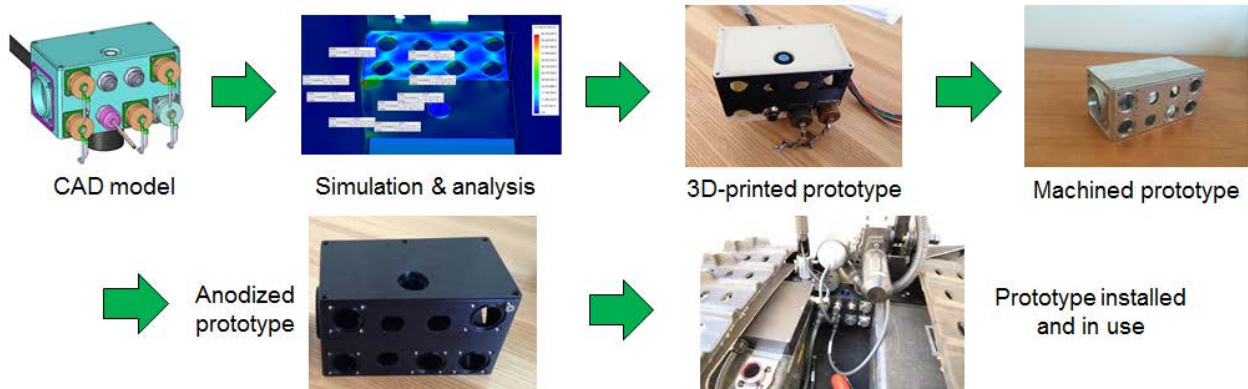 CAD model
Simulation & analysis
3D-printed prototype
Machined prototype
Anodized
prototype
Prototype installed
and in use